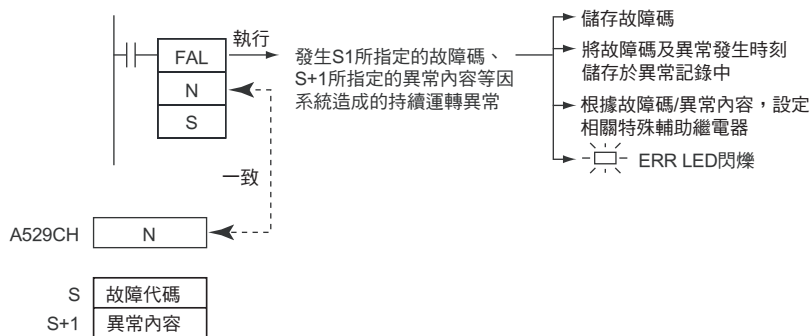 FAL
N
S
執行
發生S1所指定的故障碼、
S+1所指定的異常內容等因
系統造成的持續運轉異常
儲存故障碼
將故障碼及異常發生時刻
儲存於異常記錄中
根據故障碼/異常內容，設定
相關特殊輔助繼電器
ERR LED閃爍
一致
A529CH N
S 故障代碼
S+1 異常內容